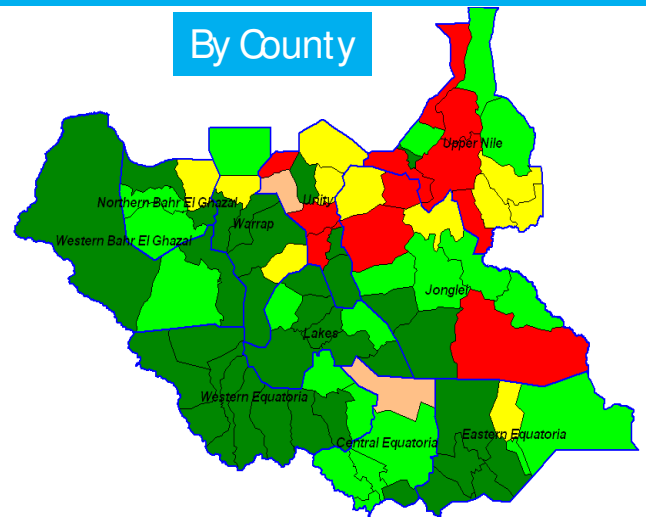 By County
Upper Nile
Northern Bahr El Ghazal
Unity
Warrap
Western Bahr El Ghazal
Jonglei
Lakes
Western Equatoria
Eastern Equatoria
Central Equatoria